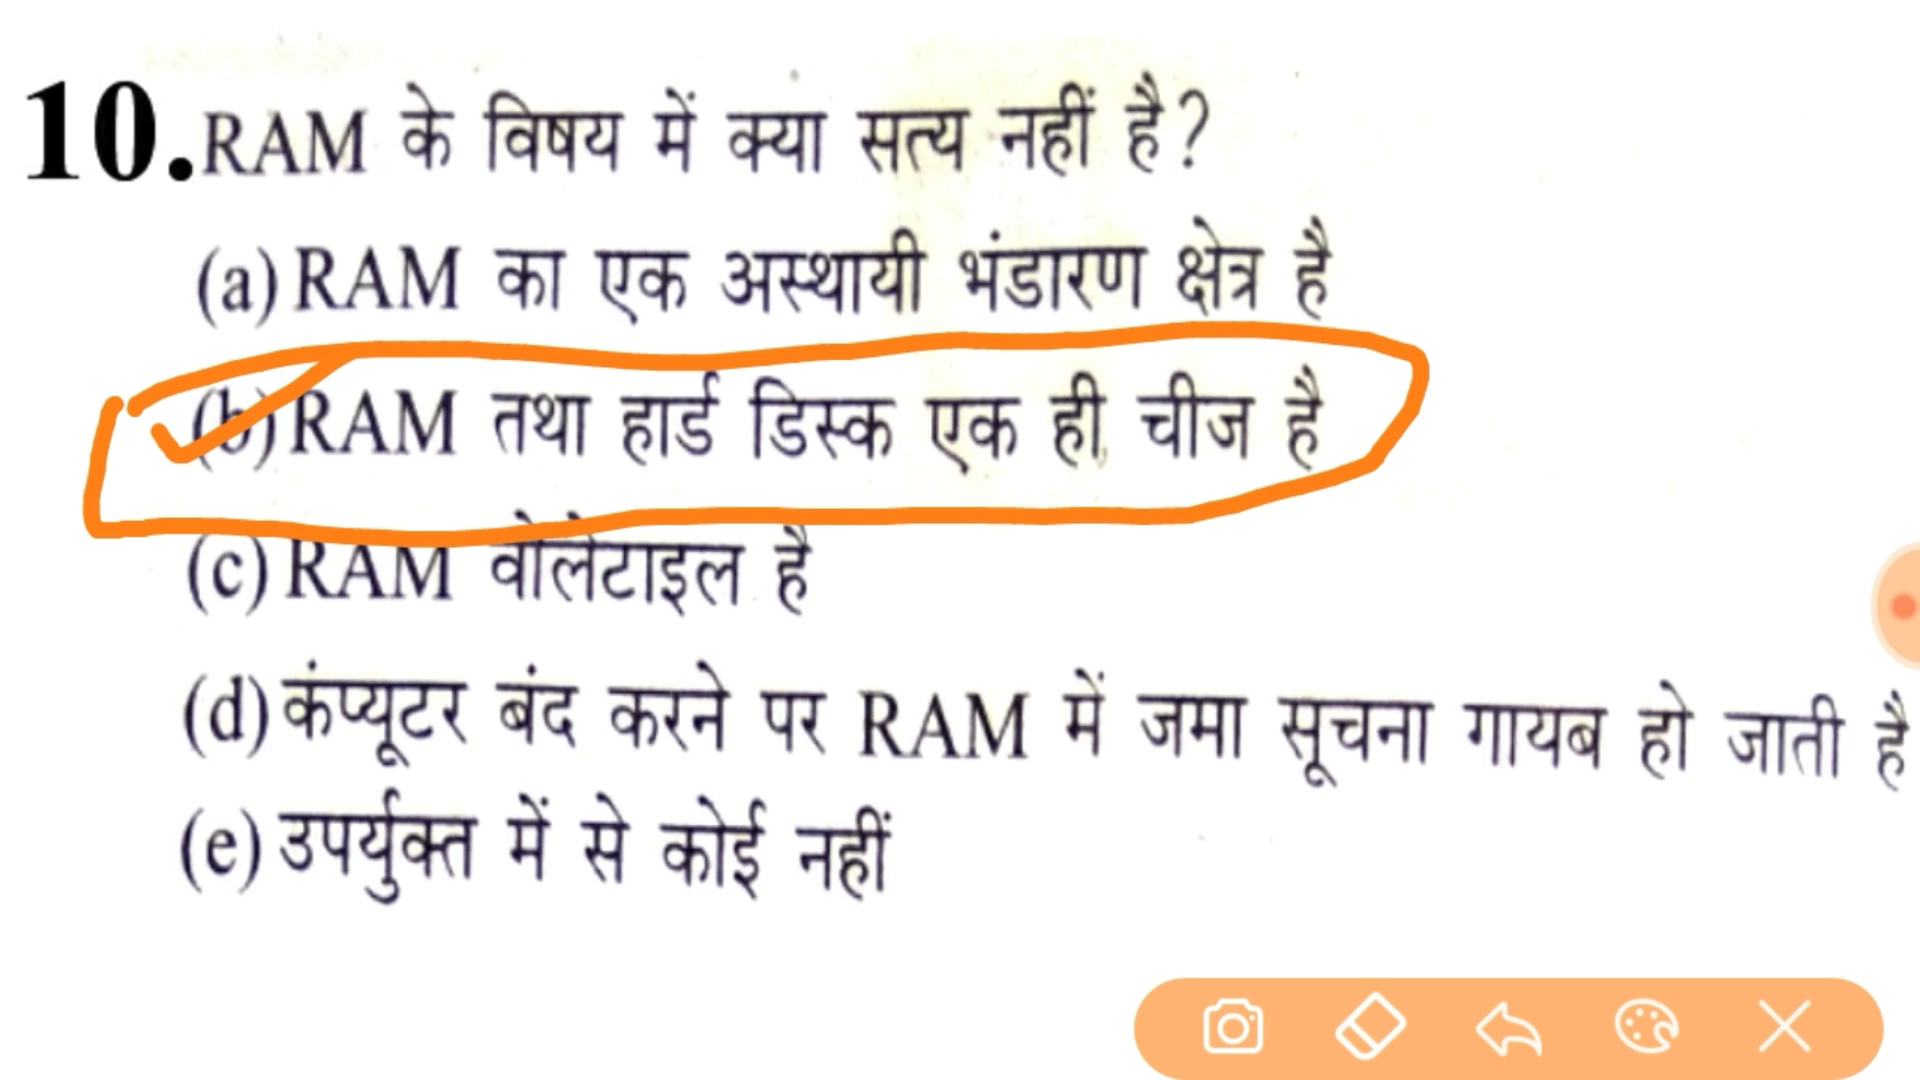 10. RAM के विषय में क्या सत्य नहीं है?
(a) RAM का एक अस्थायी भंडारण क्षेत्र है
(b) RAM तथा हार्ड डिस्क एक ही चीज है
(c) RAM वोलेटाइल है
(d) कंप्यूटर बंद करने पर RAM में जमा सूचना गायब हो जाती है
(e) उपर्युक्त में से कोई नहीं